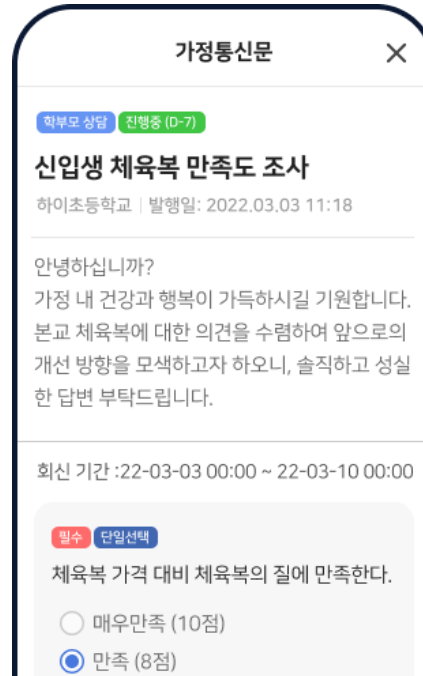 가정통신문
학부모 상담 진행중 (D-7)
신입생 체육복 만족도 조사
하이초등학교 | 발행일: 2022.03.03 11:18
안녕하십니까?
가정 내 건강과 행복이 가득하시길 기원합니다.
본교 체육복에 대한 의견을 수렴하여 앞으로의
개선 방향을 모색하고자 하오니, 솔직하고 성실
한 답변 부탁드립니다.
회신 기간 :22-03-03 00:00 ~ 22-03-10 00:00
필수 단일선택
체육복 가격 대비 체육복의 질에 만족한다.
매우만족 (10점)
만족 (8점)